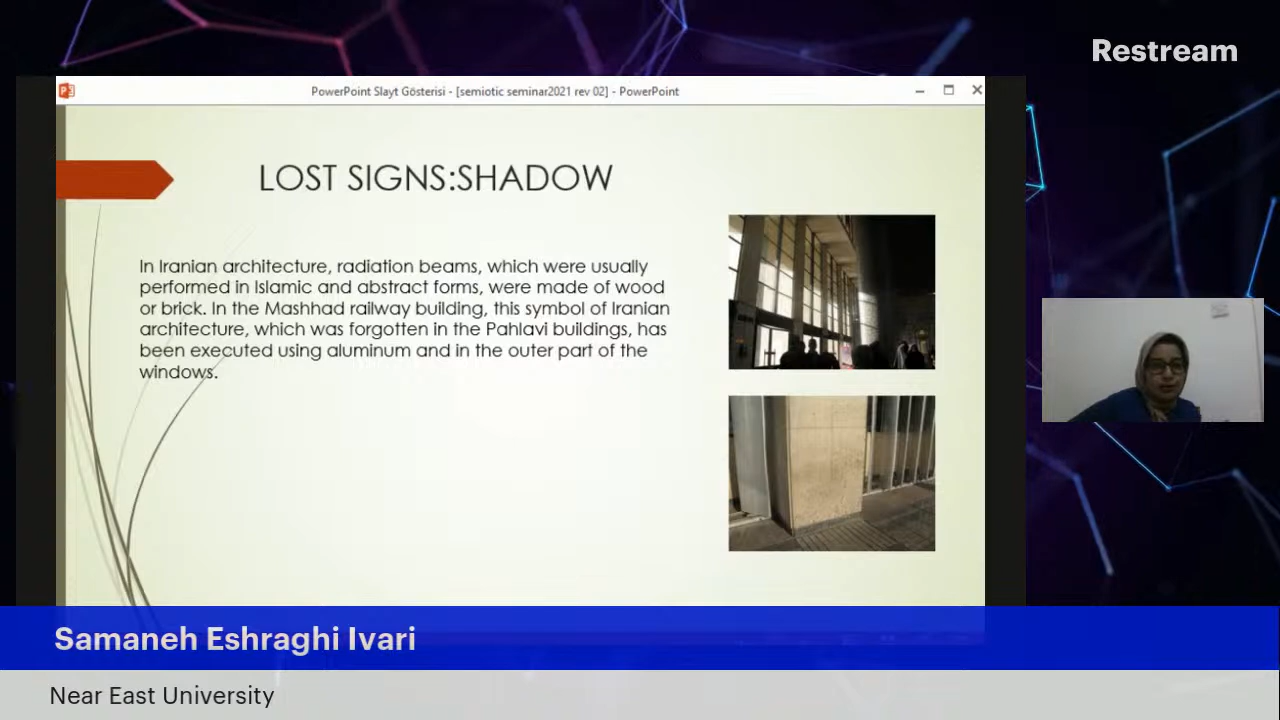 Restream
PowerPoint Slayt Gösterisi - [semiotic seminar2021 rev 02] - PowerPoint
LOST SIGNS:SHADOW
In Iranian architecture, radiation beams, which were usually
performed in Islamic and abstract forms, were made of wood
or brick. In the Mashhad railway building, this symbol of Iranian
architecture, which was forgotten in the Pahlavi buildings, has
been executed using aluminum and in the outer part of the
windows.
Samaneh Eshraghi Ivari
Near East University